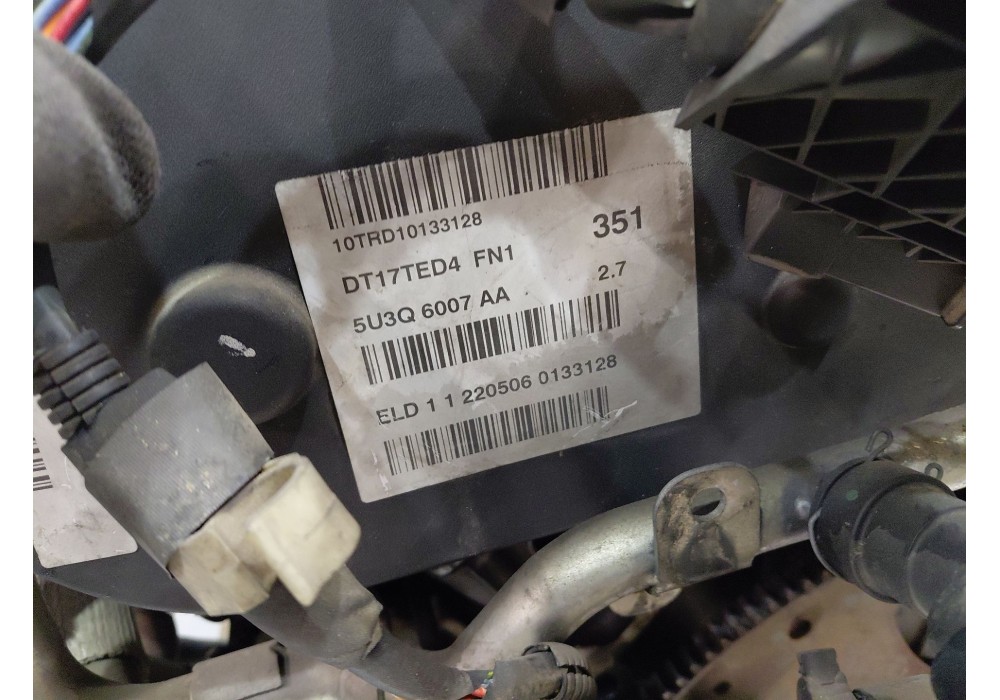 10TRD10133128
351
DT17TED4 FN1
2.7
5U3Q 6007 AA
ELD 1 1 220506 0133128